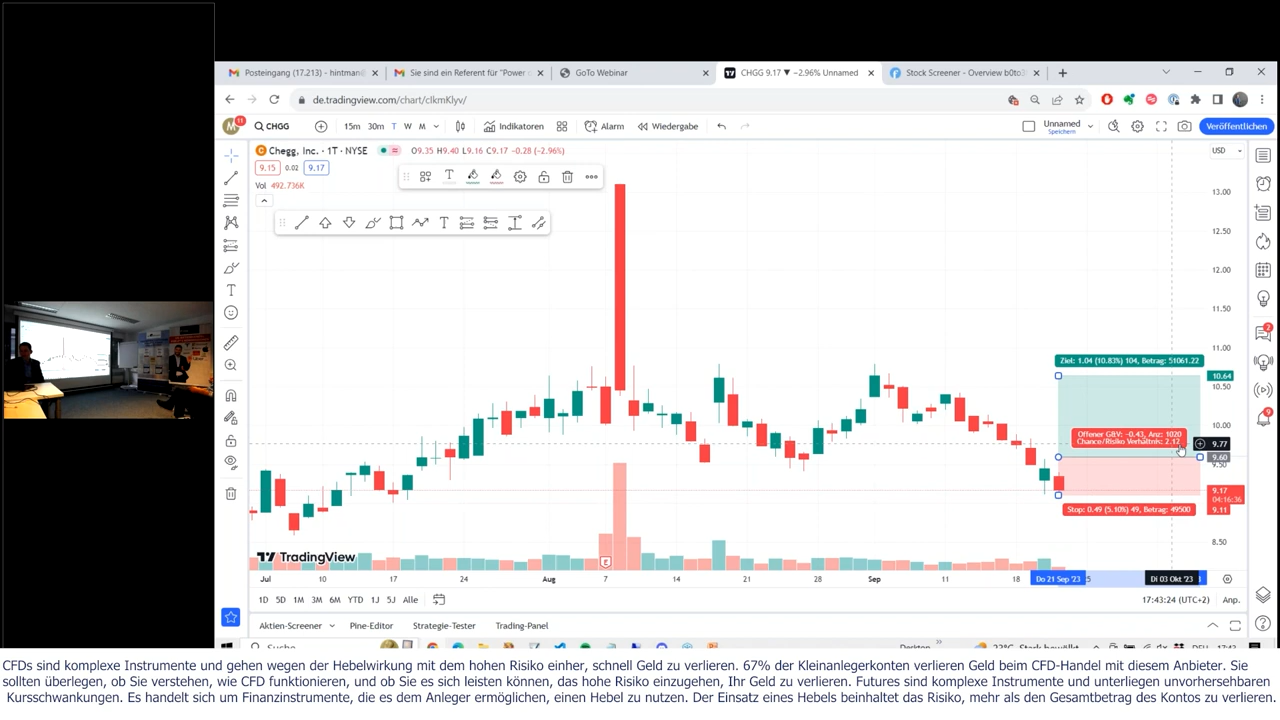 Posteingang (17.213) - hintman
Sie sind ein Referent für "Power
GoTo Webinar
CHGG 9.17 ▼ −2.96% Unnamed
Stock Screener - Overview
de.tradingview.com/chart/clkmKlyv/
M
11
CHGG
15m 30m T W M
Indikatoren
Alarm
Wiedergabe
Unnamed
Speichern
Veröffentlichen
Chegg, Inc. · 1T · NYSE
O9.35 H9.40 L9.16 C9.17 −0.28 (−2.96%)
USD
9.15 0.02 9.17
Vol 492.736K
13.00
12.50
12.00
11.50
11.00
Ziel: 1.04 (10.83%) 104, Betrag: 51061.22
10.64
10.50
10.00
Offener G&V: −0.43, Anz: 1020
Chance/Risiko Verhältnis: 2.12
9.77
9.60
9.50
9.17
04:16:36
9.11
Stop: 0.49 (5.10%) 49, Betrag: 49500
8.50
2
9
E
TradingView
Jul 10 17 24 Aug 7 14 21 28 Sep 11 18 Do 21 Sep '23 Di 03 Okt '23
1D 5D 1M 3M 6M YTD 1J 5J Alle
17:43:24 (UTC+2) Anp.
Aktien-Screener Pine-Editor Strategie-Tester Trading-Panel
CFDs sind komplexe Instrumente und gehen wegen der Hebelwirkung mit dem hohen Risiko einher, schnell Geld zu verlieren. 67% der Kleinanlegerkonten verlieren Geld beim CFD-Handel mit diesem Anbieter. Sie
sollten überlegen, ob Sie verstehen, wie CFD funktionieren, und ob Sie es sich leisten können, das hohe Risiko einzugehen, Ihr Geld zu verlieren. Futures sind komplexe Instrumente und unterliegen unvorhersehbaren
Kursschwankungen. Es handelt sich um Finanzinstrumente, die es dem Anleger ermöglichen, einen Hebel zu nutzen. Der Einsatz eines Hebels beinhaltet das Risiko, mehr als den Gesamtbetrag des Kontos zu verlieren.